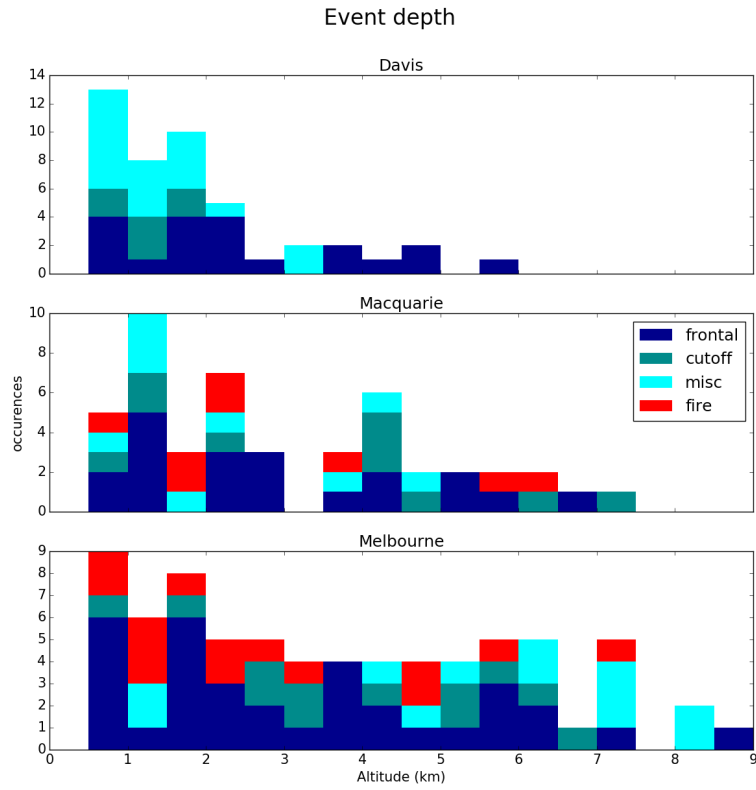 Event depth
Davis
14
12
10
8
6
4
2
0
Macquarie
10
8
6
4
2
0
occurences
frontal
cutoff
misc
fire
Melbourne
9
8
7
6
5
4
3
2
1
0
0 1 2 3 4 5 6 7 8 9
Altitude (km)